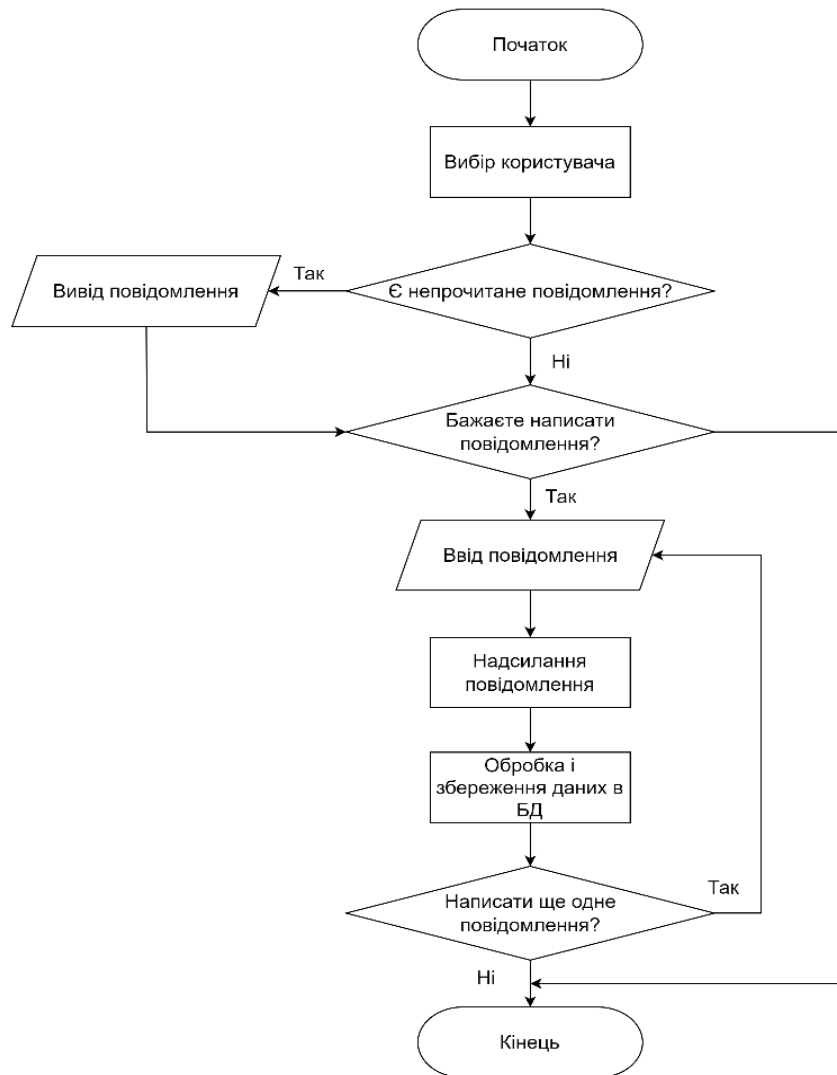 Початок
Вибір користувача
Є непрочитане повідомлення?
Так
Вивід повідомлення
Ні
Бажаєте написати
повідомлення?
Так
Ввід повідомлення
Надсилання
повідомлення
Обробка і
збереження даних в
БД
Написати ще одне
повідомлення?
Так
Ні
Кінець